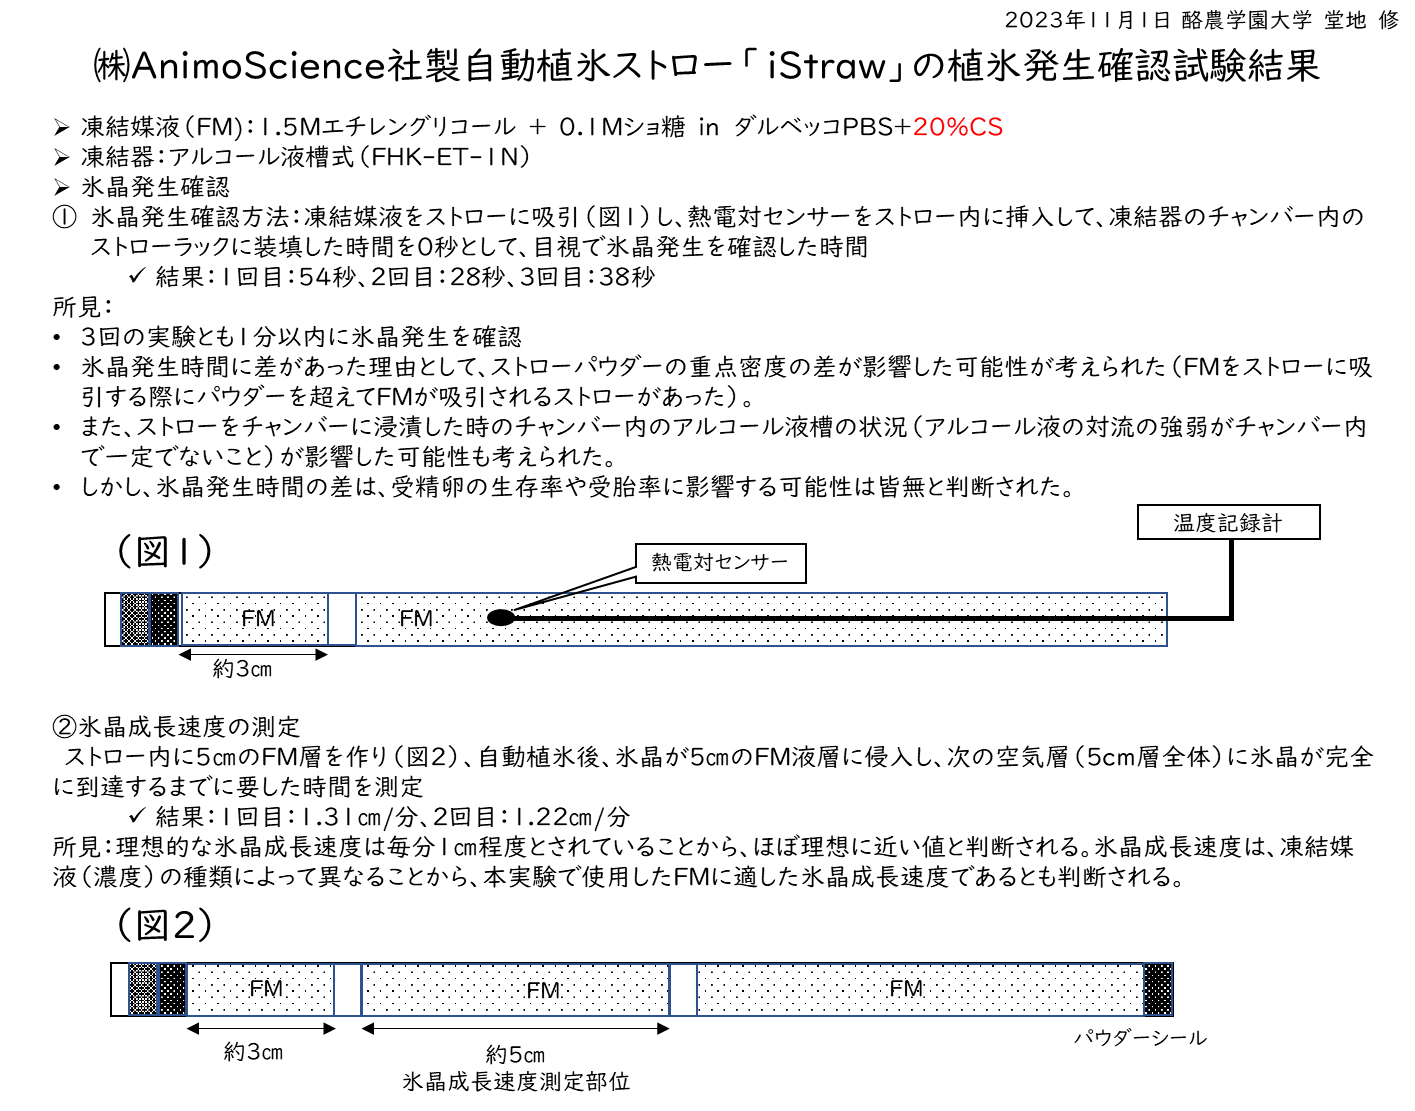 2023年11月1日 酪農学園大学 堂地 修
㈱AnimoScience社製自動植氷ストロー「iStraw」の植氷発生確認試験結果
➢ 凍結媒液(FM):1.5Mエチレングリコール + 0.1Mショ糖 in ダルベッコPBS+20%CS
➢ 凍結器:アルコール液槽式(FHK-ET-1N)
➢ 氷晶発生確認
① 氷晶発生確認方法:凍結媒液をストローに吸引(図1)し、熱電対センサーをストロー内に挿入して、凍結器のチャンバー内の
ストローラックに装填した時間を0秒として、目視で氷晶発生を確認した時間
✓ 結果:1回目:54秒、2回目:28秒、3回目:38秒
所見:
• 3回の実験とも1分以内に氷晶発生を確認
• 氷晶発生時間に差があった理由として、ストローパウダーの重点密度の差が影響した可能性が考えられた(FMをストローに吸
引する際にパウダーを超えてFMが吸引されるストローがあった)。
• また、ストローをチャンバーに浸漬した時のチャンバー内のアルコール液槽の状況(アルコール液の対流の強弱がチャンバー内
で一定でないこと)が影響した可能性も考えられた。
• しかし、氷晶発生時間の差は、受精卵の生存率や受胎率に影響する可能性は皆無と判断された。
(図1)
温度記録計
熱電対センサー
FM
FM
約3㎝
②氷晶成長速度の測定
ストロー内に5㎝のFM層を作り(図2)、自動植氷後、氷晶が5㎝のFM液層に侵入し、次の空気層(5cm層全体)に氷晶が完全
に到達するまでに要した時間を測定
✓ 結果:1回目:1.31㎝/分、2回目:1.22㎝/分
所見:理想的な氷晶成長速度は毎分1㎝程度とされていることから、ほぼ理想に近い値と判断される。氷晶成長速度は、凍結媒
液(濃度)の種類によって異なることから、本実験で使用したFMに適した氷晶成長速度であるとも判断される。
(図2)
FM
FM
FM
パウダーシール
約3㎝
約5㎝
氷晶成長速度測定部位